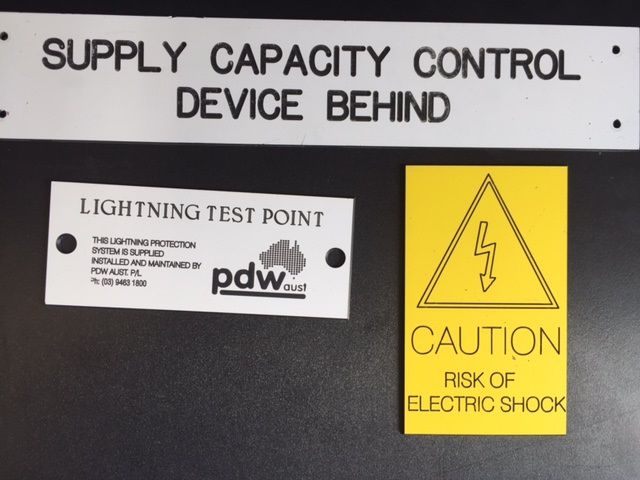 SUPPLY CAPACITY CONTROL
DEVICE BEHIND
LIGHTNING TEST POINT
THIS LIGHTNING PROTECTION
SYSTEM IS SUPPLIED
INSTALLED AND MAINTAINED BY
PDW AUST. P/L.
Ph: (03) 9463 1800
pdw
aust
CAUTION
RISK OF
ELECTRIC SHOCK